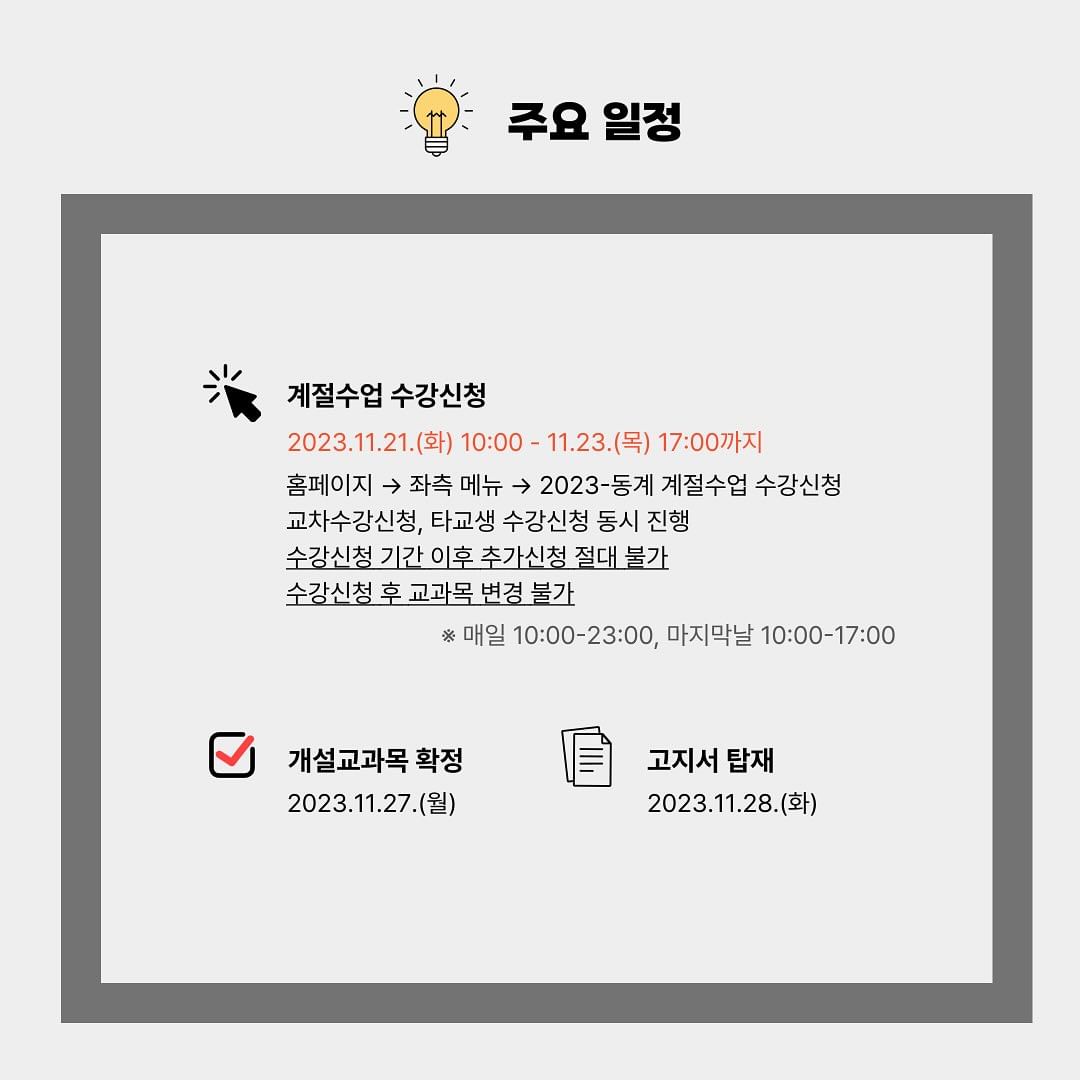 주요 일정
계절수업 수강신청
2023.11.21.(화) 10:00 - 11.23.(목) 17:00까지
홈페이지 → 좌측 메뉴 → 2023-동계 계절수업 수강신청
교차수강신청, 타교생 수강신청 동시 진행
수강신청 기간 이후 추가신청 절대 불가
수강신청 후 교과목 변경 불가
※ 매일 10:00-23:00, 마지막날 10:00-17:00
개설교과목 확정
2023.11.27.(월)
고지서 탑재
2023.11.28.(화)